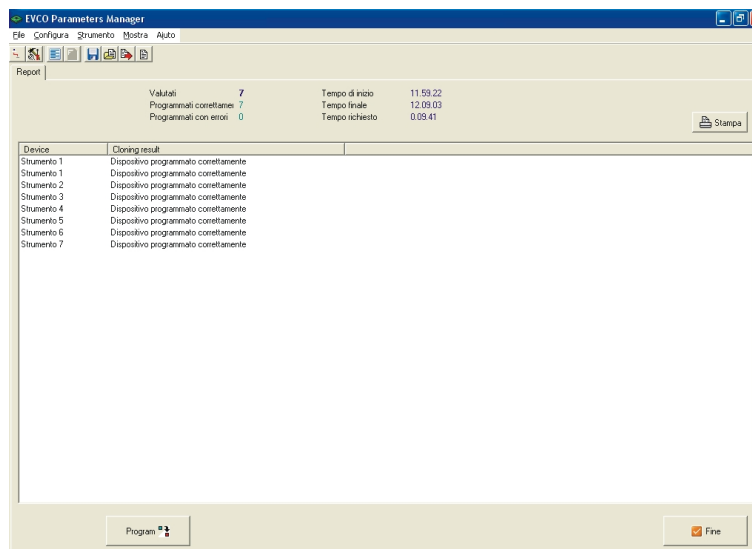 EVCO Parameters Manager
File Configura Strumento Mostra Aiuto
Report
Valutati 7 Tempo di inizio 11.59.22
Programmati correttamei 7 Tempo finale 12.09.03
Programmati con errori 0 Tempo richiesto 0.09.41
Stampa
Device Cloning result
Strumento 1 Dispositivo programmato correttamente
Strumento 1 Dispositivo programmato correttamente
Strumento 2 Dispositivo programmato correttamente
Strumento 3 Dispositivo programmato correttamente
Strumento 4 Dispositivo programmato correttamente
Strumento 5 Dispositivo programmato correttamente
Strumento 6 Dispositivo programmato correttamente
Strumento 7 Dispositivo programmato correttamente
Program Fine